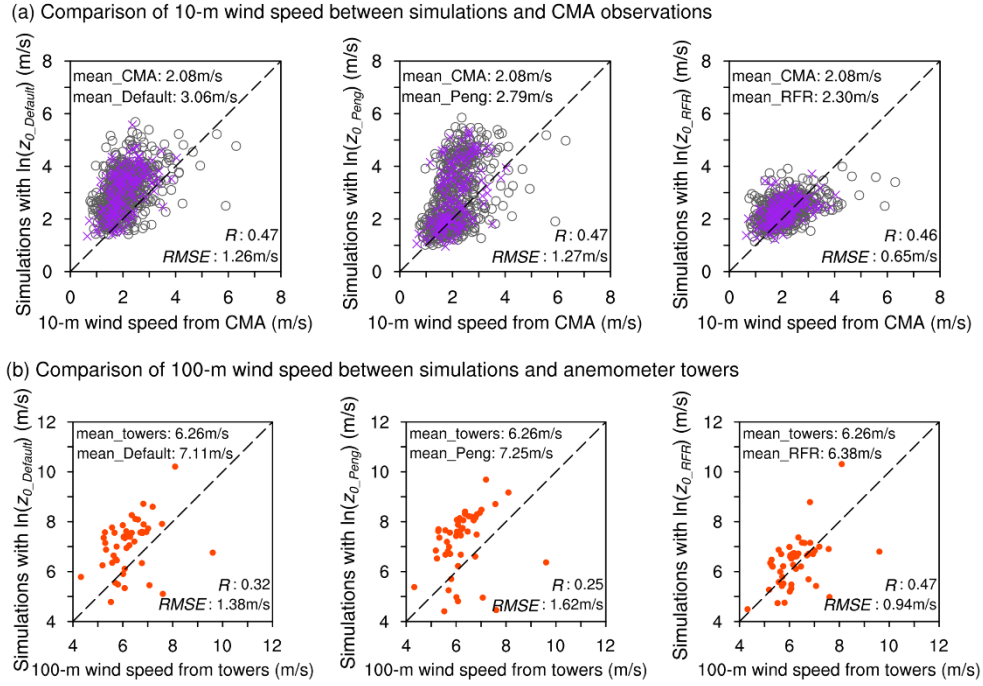 (a) Comparison of 10-m wind speed between simulations and CMA observations
Simulations with ln(z0_Default) (m/s)
8
6
4
2
0
mean_CMA: 2.08m/s
mean_Default: 3.06m/s
R: 0.47
RMSE: 1.26m/s
0 2 4 6 8
10-m wind speed from CMA (m/s)
Simulations with ln(z0_Peng) (m/s)
8
6
4
2
0
mean_CMA: 2.08m/s
mean_Peng: 2.79m/s
R: 0.47
RMSE: 1.27m/s
0 2 4 6 8
10-m wind speed from CMA (m/s)
Simulations with ln(z0_RFR) (m/s)
8
6
4
2
0
mean_CMA: 2.08m/s
mean_RFR: 2.30m/s
R: 0.46
RMSE: 0.65m/s
0 2 4 6 8
10-m wind speed from CMA (m/s)
(b) Comparison of 100-m wind speed between simulations and anemometer towers
Simulations with ln(z0_Default) (m/s)
12
10
8
6
4
mean_towers: 6.26m/s
mean_Default: 7.11m/s
R: 0.32
RMSE: 1.38m/s
4 6 8 10 12
100-m wind speed from towers (m/s)
Simulations with ln(z0_Peng) (m/s)
12
10
8
6
4
mean_towers: 6.26m/s
mean_Peng: 7.25m/s
R: 0.25
RMSE: 1.62m/s
4 6 8 10 12
100-m wind speed from towers (m/s)
Simulations with ln(z0_RFR) (m/s)
12
10
8
6
4
mean_towers: 6.26m/s
mean_RFR: 6.38m/s
R: 0.47
RMSE: 0.94m/s
4 6 8 10 12
100-m wind speed from towers (m/s)